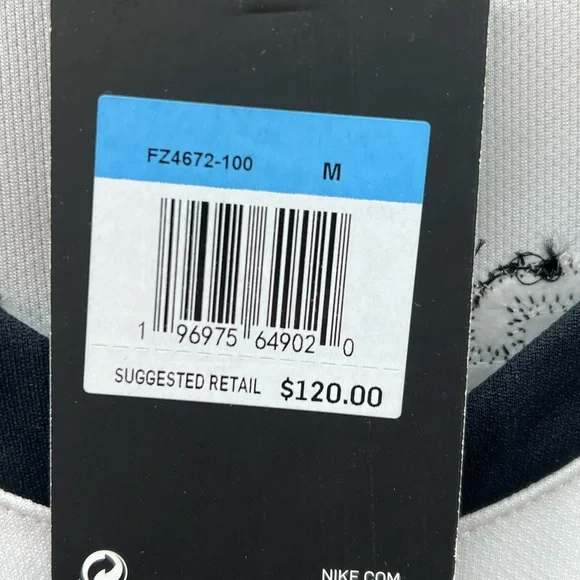 FZ4672-100 M
1 96975 64902 0
SUGGESTED RETAIL $120.00
NIKE.COM